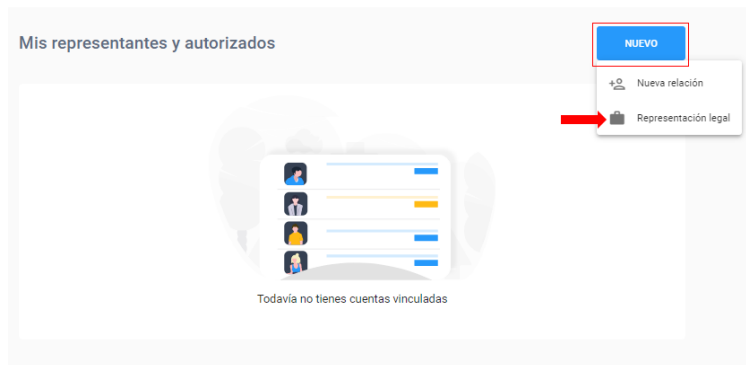 Mis representantes y autorizados
NUEVO
Nueva relación
Representación legal
Todavía no tienes cuentas vinculadas